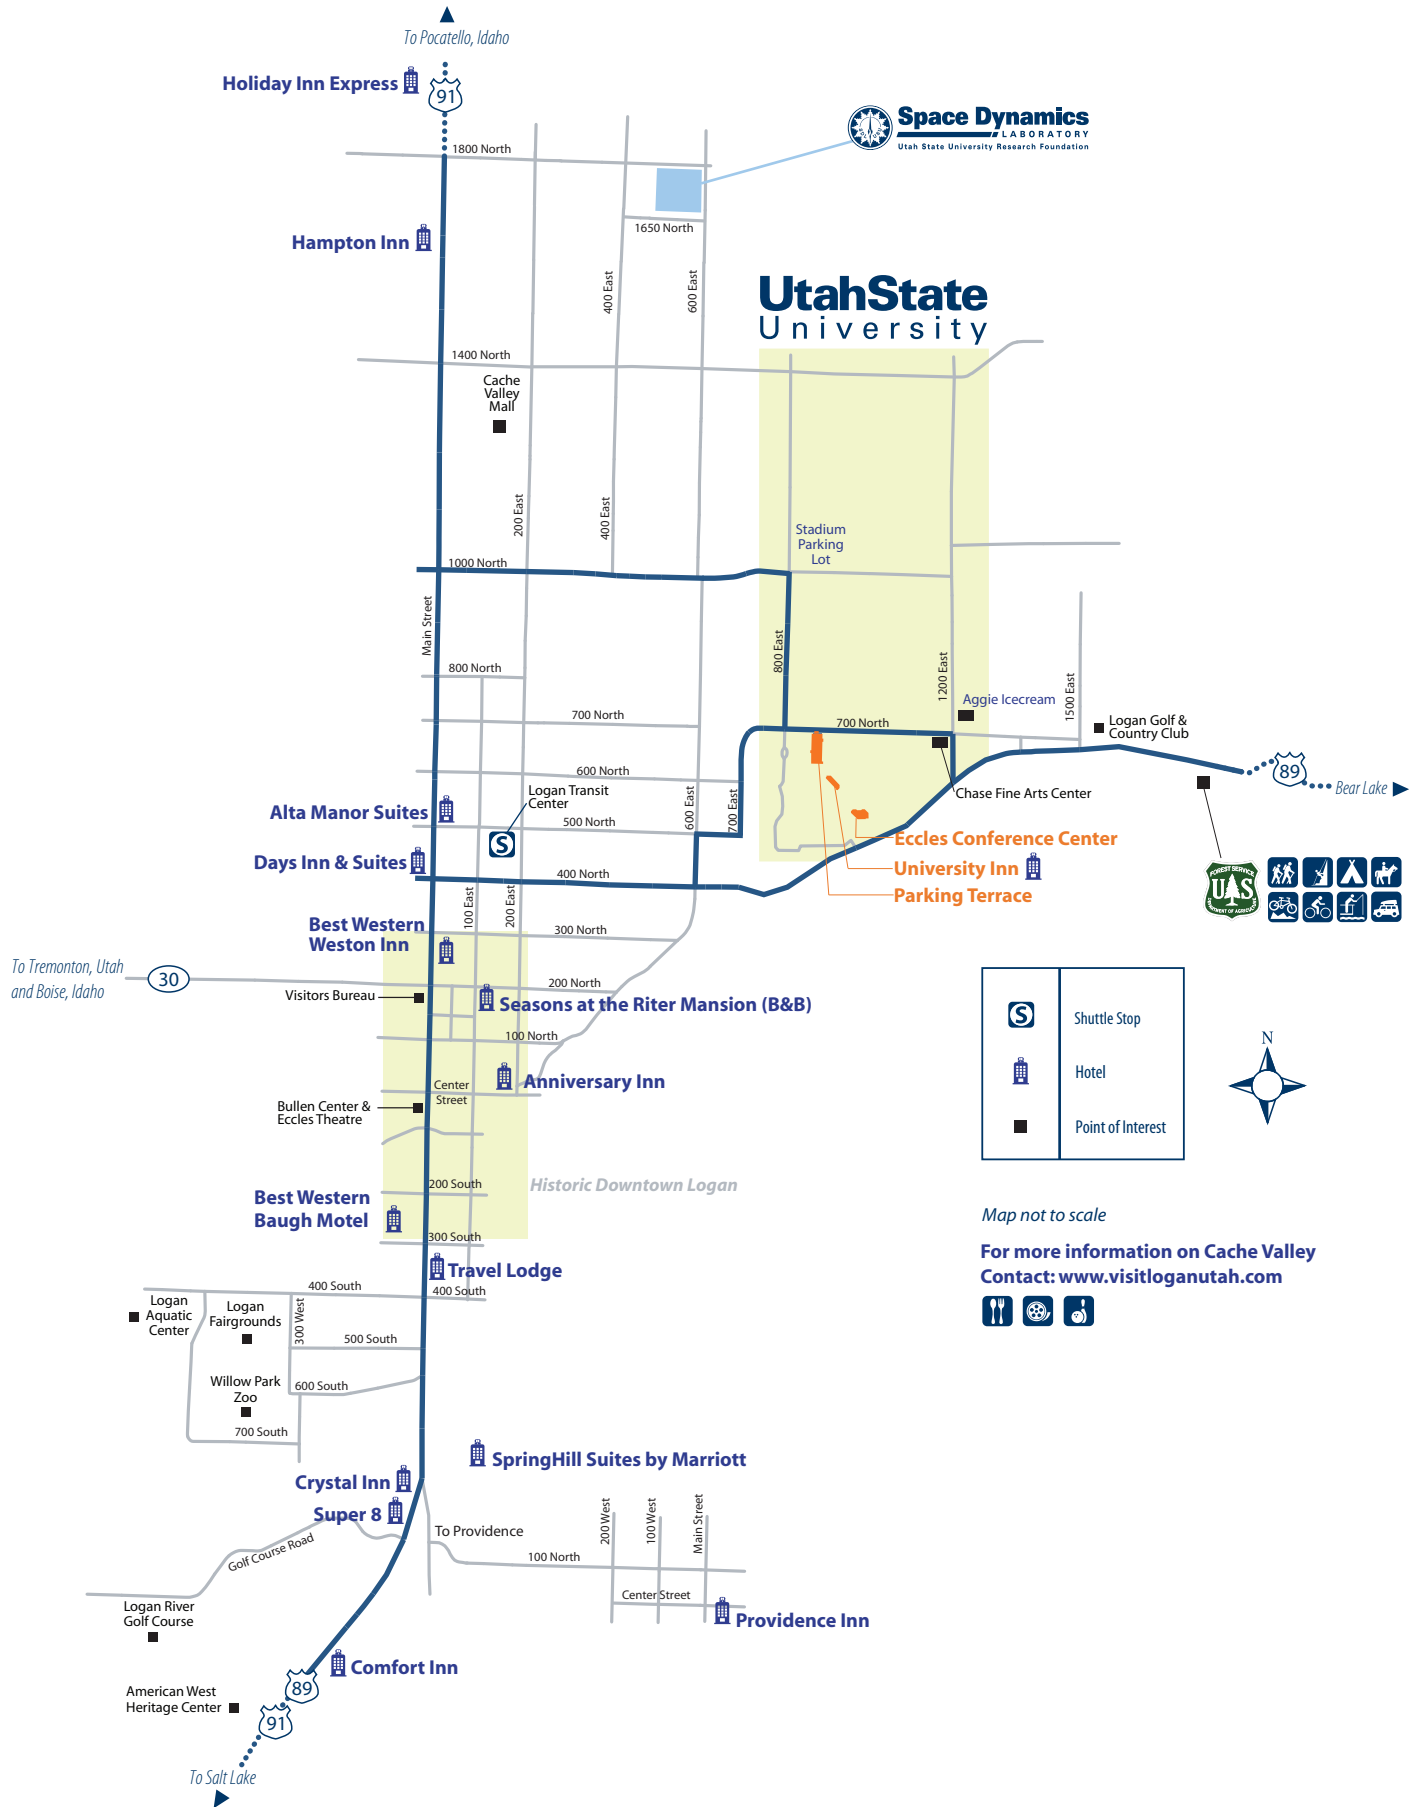 To Pocatello, Idaho
Holiday Inn Express
91
Space Dynamics
LABORATORY
Utah State University Research Foundation
1800 North
Hampton Inn
1650 North
400 East
600 East
UtahState
University
1400 North
Cache
Valley
Mall
200 East
400 East
Stadium
Parking
Lot
1000 North
Main Street
800 East
1200 East
1500 East
800 North
Aggie Icecream
700 North
700 North
Logan Golf &
Country Club
600 North
89
Bear Lake
Logan Transit
Center
Chase Fine Arts Center
600 East
700 East
Alta Manor Suites
500 North
S
Eccles Conference Center
Days Inn & Suites
University Inn
400 North
Parking Terrace
FOREST SERVICE
U S
DEPARTMENT OF AGRICULTURE
100 East
200 East
Best Western
Weston Inn
300 North
To Tremonton, Utah
and Boise, Idaho
30
200 North
Visitors Bureau
Seasons at the Riter Mansion (B&B)
100 North
S
Shuttle Stop
N
Hotel
Anniversary Inn
Center
Street
Bullen Center &
Eccles Theatre
Point of Interest
200 South
Historic Downtown Logan
Best Western
Baugh Motel
Map not to scale
300 South
For more information on Cache Valley
Contact: www.visitloganutah.com
Travel Lodge
400 South
400 South
Logan
Aquatic
Center
Logan
Fairgrounds
300 West
500 South
Willow Park
Zoo
600 South
700 South
SpringHill Suites by Marriott
Crystal Inn
Super 8
200 West
100 West
Main Street
To Providence
Golf Course Road
100 North
Center Street
Logan River
Golf Course
Providence Inn
Comfort Inn
American West
Heritage Center
89
91
To Salt Lake